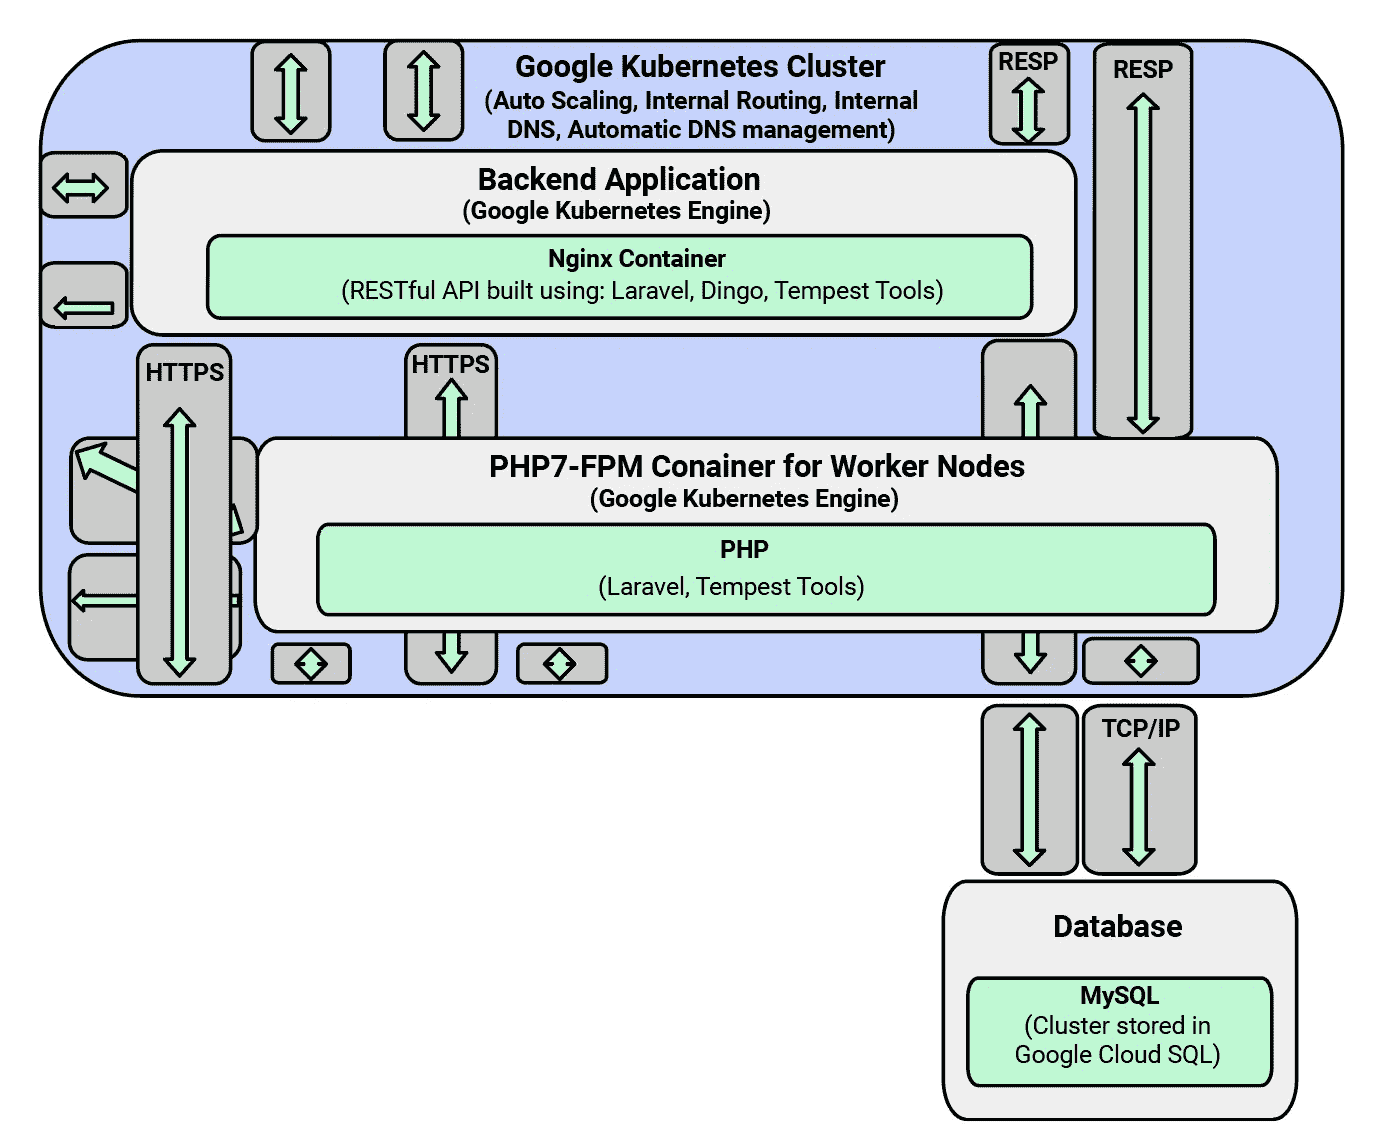 Google Kubernetes Cluster
(Auto Scaling, Internal Routing, Internal
DNS, Automatic DNS management)
RESP
RESP
Backend Application
(Google Kubernetes Engine)
Nginx Container
(RESTful API built using: Laravel, Dingo, Tempest Tools)
HTTPS
HTTPS
PHP7-FPM Conainer for Worker Nodes
(Google Kubernetes Engine)
PHP
(Laravel, Tempest Tools)
TCP/IP
Database
MySQL
(Cluster stored in
Google Cloud SQL)